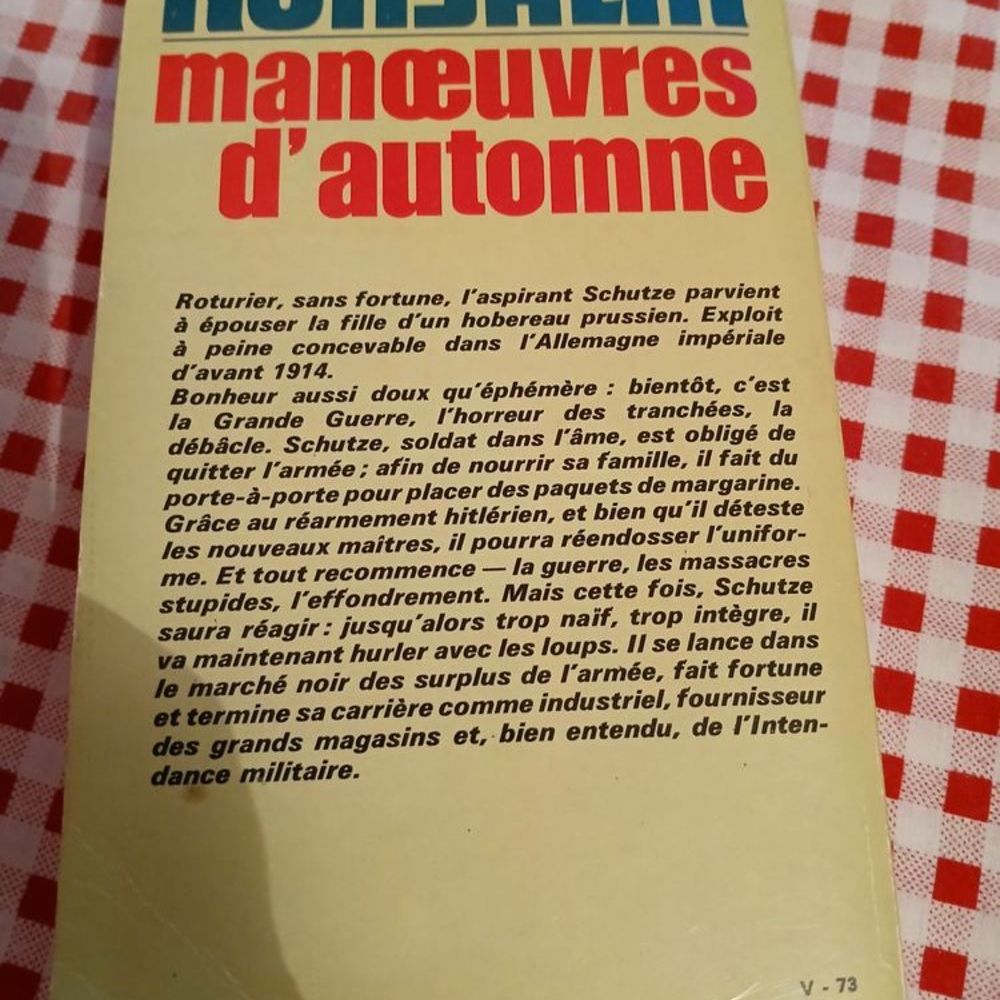 manœuvres
d'automne
Roturier, sans fortune, l'aspirant Schutze parvient
à épouser la fille d'un hobereau prussien. Exploit
à peine concevable dans l'Allemagne impériale
d'avant 1914.
Bonheur aussi doux qu'éphémère : bientôt, c'est
la Grande Guerre, l'horreur des tranchées, la
débâcle. Schutze, soldat dans l'âme, est obligé de
quitter l'armée ; afin de nourrir sa famille, il fait du
porte-à-porte pour placer des paquets de margarine.
Grâce au réarmement hitlérien, et bien qu'il déteste
les nouveaux maîtres, il pourra réendosser l'unifor-
me. Et tout recommence — la guerre, les massacres
stupides, l'effondrement. Mais cette fois, Schutze
saura réagir : jusqu'alors trop naïf, trop intègre, il
va maintenant hurler avec les loups. Il se lance dans
le marché noir des surplus de l'armée, fait fortune
et termine sa carrière comme industriel, fournisseur
des grands magasins et, bien entendu, de l'Inten-
dance militaire.
V - 73